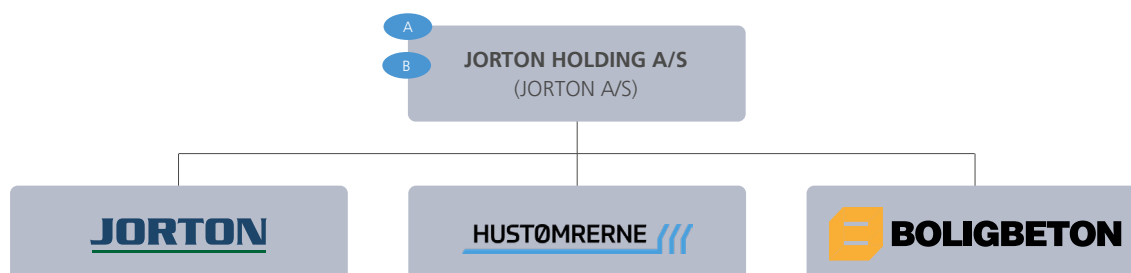 A
B
JORTON HOLDING A/S
(JORTON A/S)
JORTON
HUSTØMRERNE
BOLIGBETON